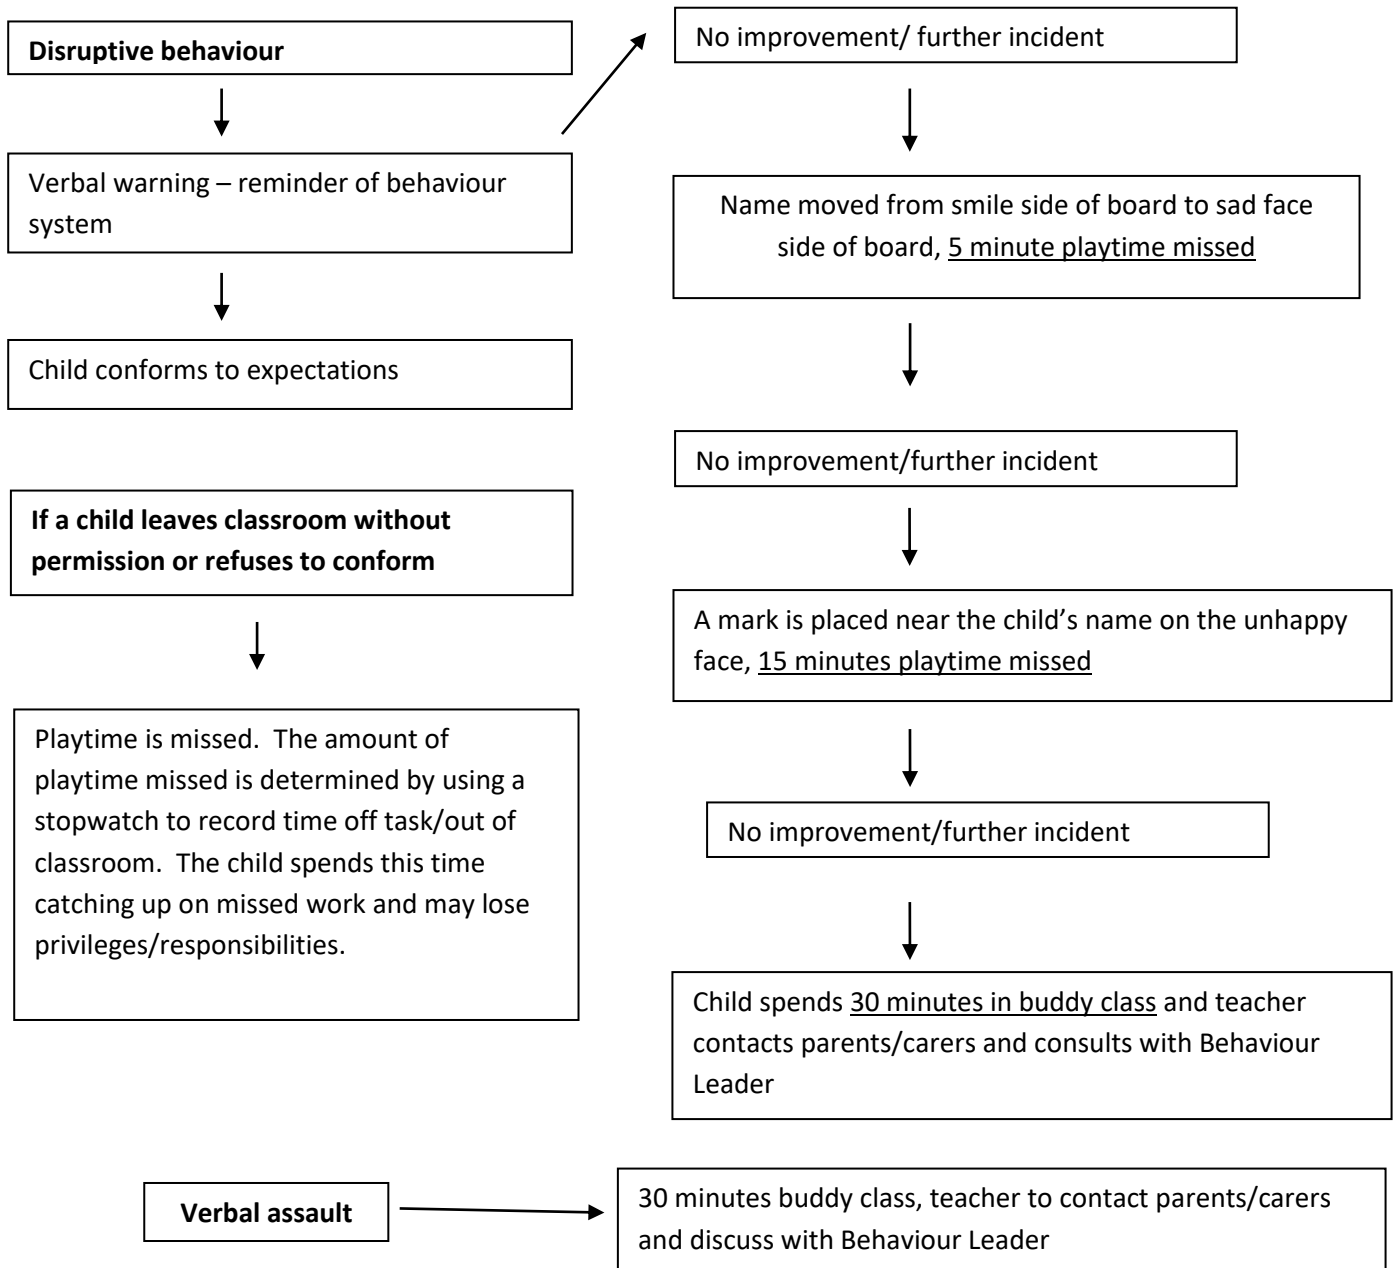 Disruptive behaviour
Verbal warning – reminder of behaviour
system
Child conforms to expectations
No improvement/ further incident
Name moved from smile side of board to sad face
side of board, 5 minute playtime missed
No improvement/further incident
A mark is placed near the child’s name on the unhappy
face, 15 minutes playtime missed
No improvement/further incident
Child spends 30 minutes in buddy class and teacher
contacts parents/carers and consults with Behaviour
Leader
If a child leaves classroom without
permission or refuses to conform
Playtime is missed.  The amount of
playtime missed is determined by using a
stopwatch to record time off task/out of
classroom.  The child spends this time
catching up on missed work and may lose
privileges/responsibilities.
Verbal assault
30 minutes buddy class, teacher to contact parents/carers
and discuss with Behaviour Leader